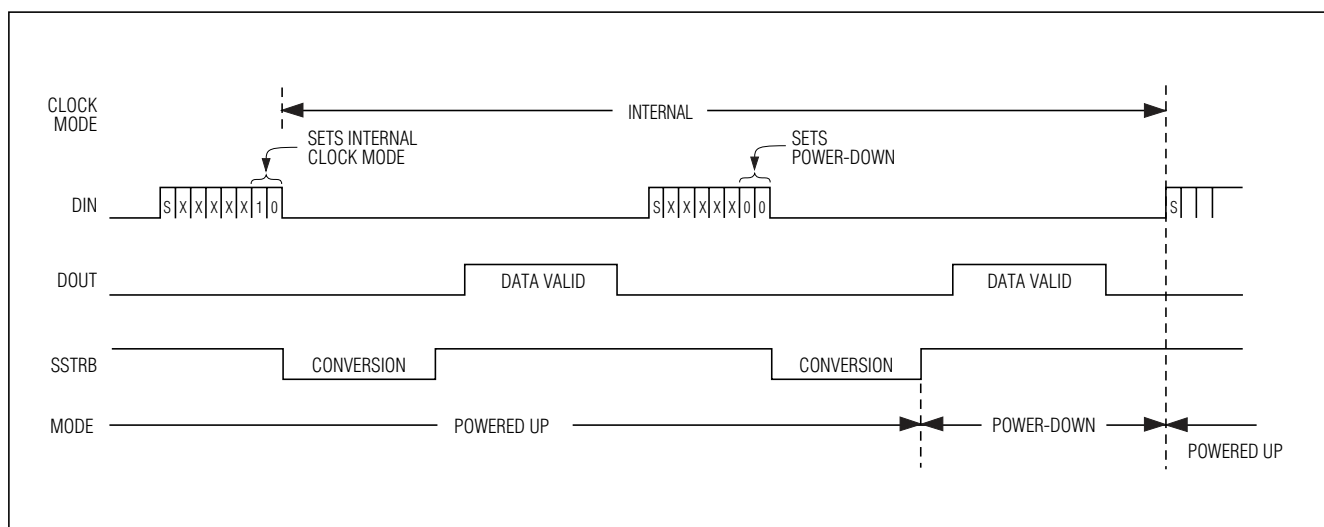 CLOCK
MODE
INTERNAL
SETS INTERNAL
CLOCK MODE
SETS
POWER-DOWN
DIN
S X X X X X 1 0
S X X X X X 0 0
S
DOUT
DATA VALID
DATA VALID
SSTRB
CONVERSION
CONVERSION
MODE
POWERED UP
POWER-DOWN
POWERED UP